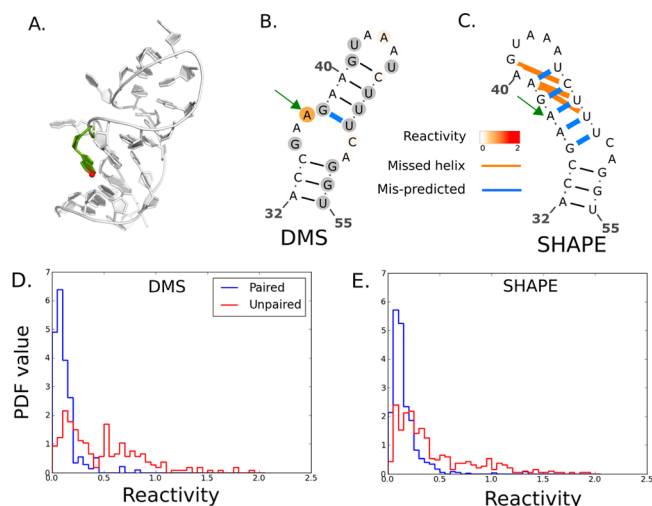 A.
B.
40
A C C G A A G A A G U A A A U C U U U C A G G U
32
55
DMS
C.
40
A C C G A A G A A G U A A A U C U U U C A G G U
32
55
SHAPE
Reactivity
0 2
Missed helix
Mis-predicted
D.
DMS
Paired
Unpaired
PDF value
7
6
5
4
3
2
1
0
0.0 0.5 1.0 1.5 2.0 2.5
Reactivity
E.
SHAPE
7
6
5
4
3
2
1
0
0.0 0.5 1.0 1.5 2.0 2.5
Reactivity